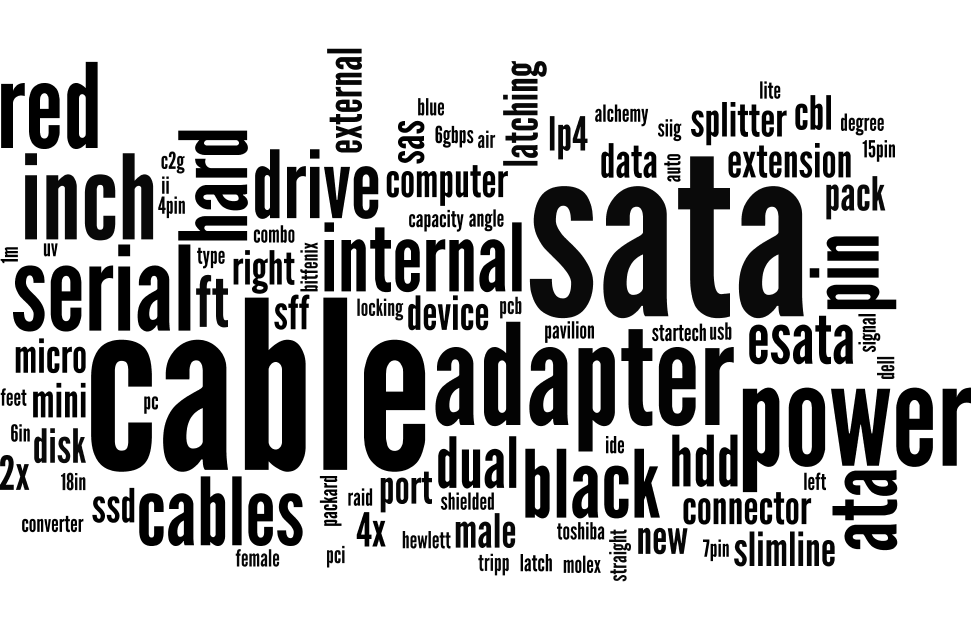 external
latching
red
blue
lite
hard
sas
6gbps
air
lp4
alchemy
siig
splitter
cbl
degree
inch
c2g
ii
4pin
drive
computer
data
auto
extension
15pin
sata
pack
capacity
angle
1m
uv
combo
internal
pin
serial
type
right
bitfenix
ft
sff
locking
device
pcb
pavilion
startech
usb
esata
signal
dell
micro
cable
adapter
feet
mini
pc
power
6in
disk
dual
ide
hdd
2x
18in
black
left
ata
packard
raid
port
shielded
ssd
cables
connector
converter
4x
hewlett
male
toshiba
straight
new
7pin
slimline
female
pci
tripp
latch
molex